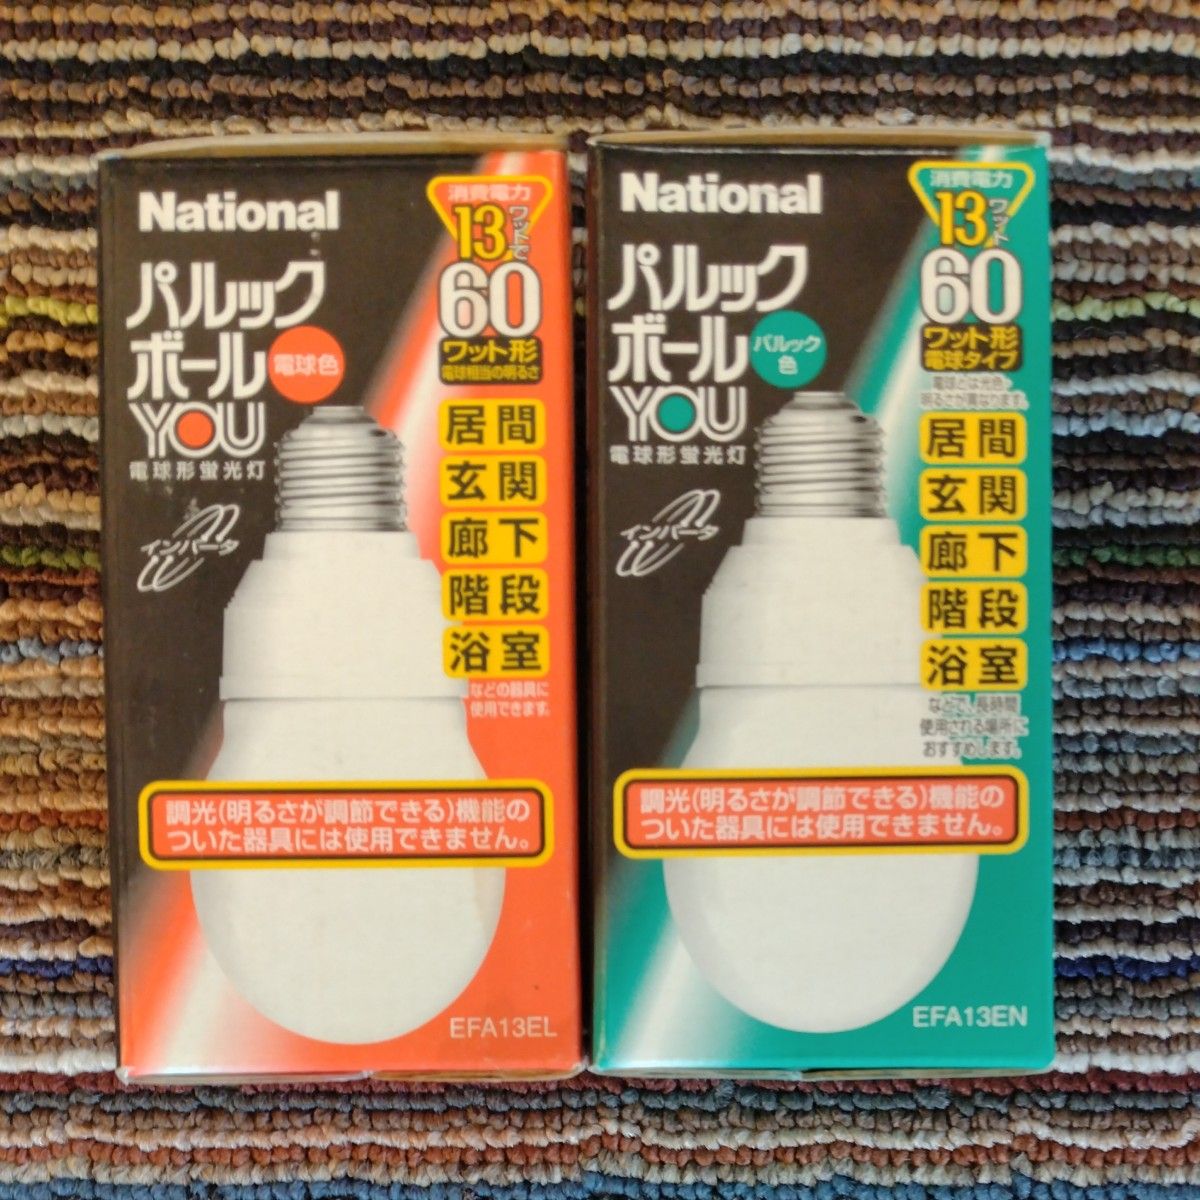 National
パルック
ボール
電球色
YOU
電球形蛍光灯
インバータ
消費電力
13ワットで
60
ワット形
電球相当の明るさ
居間
玄関
廊下
階段
浴室
などの器具に
使用できます。
調光(明るさが調節できる)機能の
ついた器具には使用できません。
EFA13EL
National
パルック
ボール
パルック
色
YOU
電球形蛍光灯
インバータ
消費電力
13ワット
60
ワット形
電球タイプ
電球とは光色・
明るさが異なります。
居間
玄関
廊下
階段
浴室
などで、長時間
使用される場所に
おすすめします。
調光(明るさが調節できる)機能の
ついた器具には使用できません。
EFA13EN